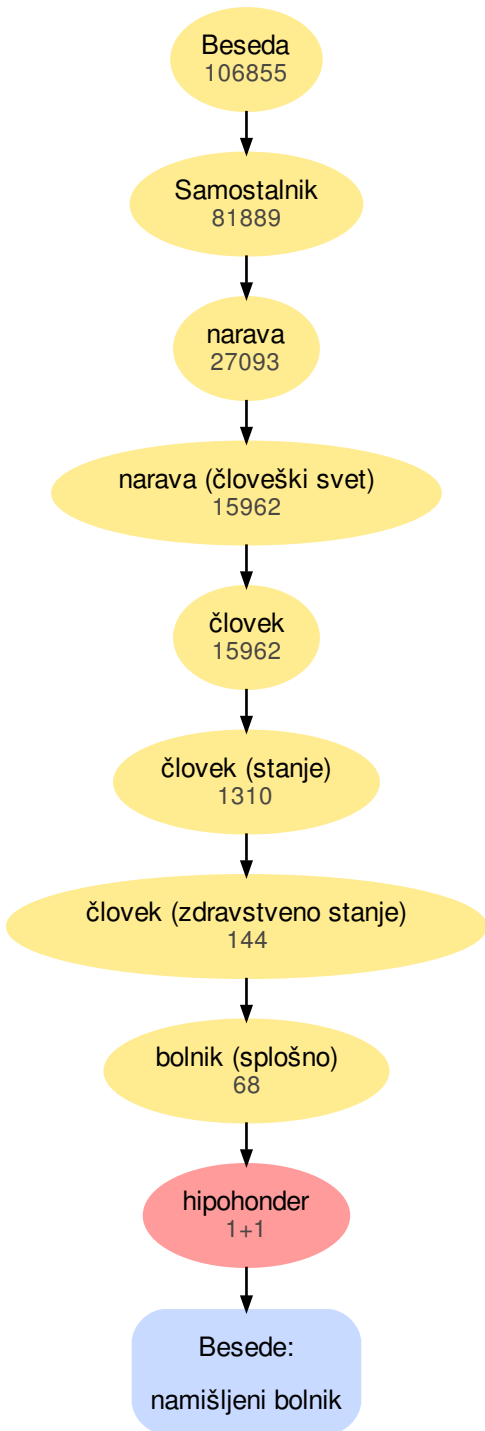 Beseda
106855
Samostalnik
81889
narava
27093
narava (človeški svet)
15962
človek
15962
človek (stanje)
1310
človek (zdravstveno stanje)
144
bolnik (splošno)
68
hipohonder
1+1
Besede:
namišljeni bolnik